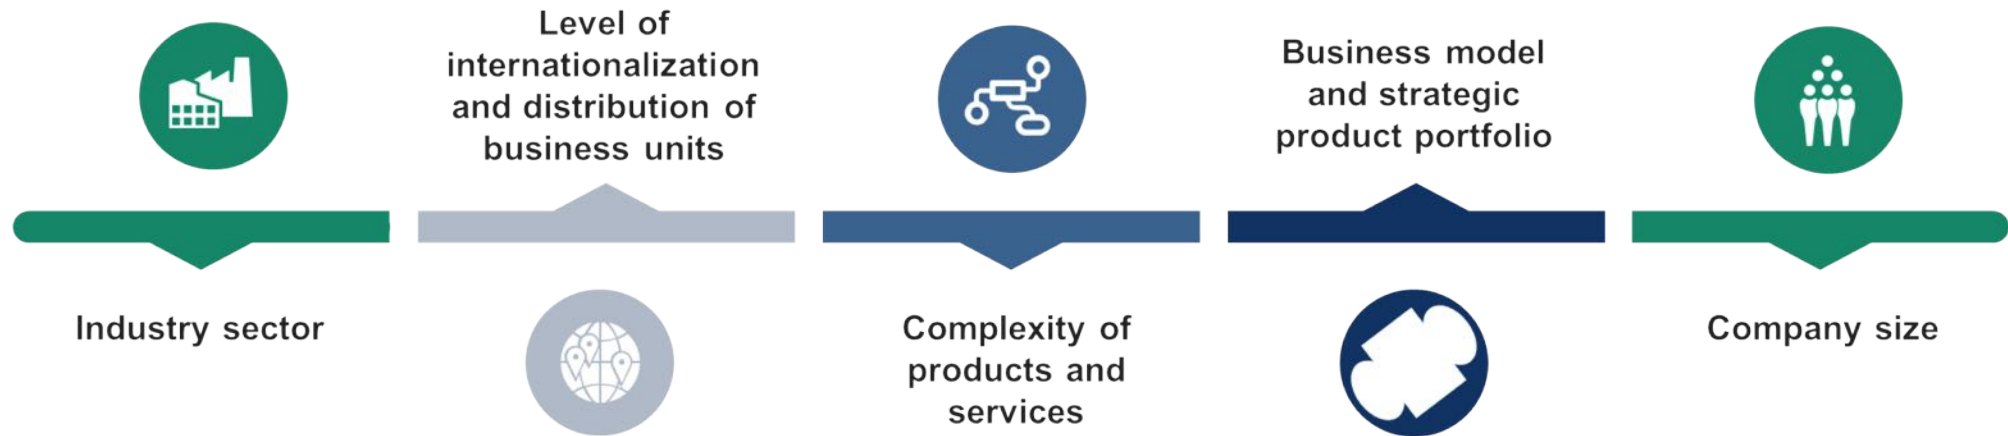 Industry sector
Level of
internationalization
and distribution of
business units
Complexity of
products and
services
Business model
and strategic
product portfolio
Company size